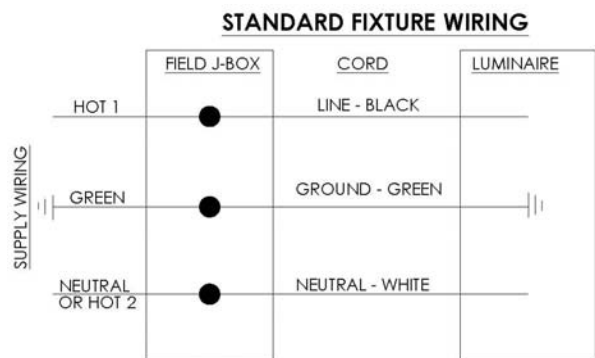 STANDARD FIXTURE WIRING
FIELD J-BOX
CORD
LUMINAIRE
SUPPLY WIRING
HOT 1
LINE - BLACK
GREEN
GROUND - GREEN
NEUTRAL
OR HOT 2
NEUTRAL - WHITE